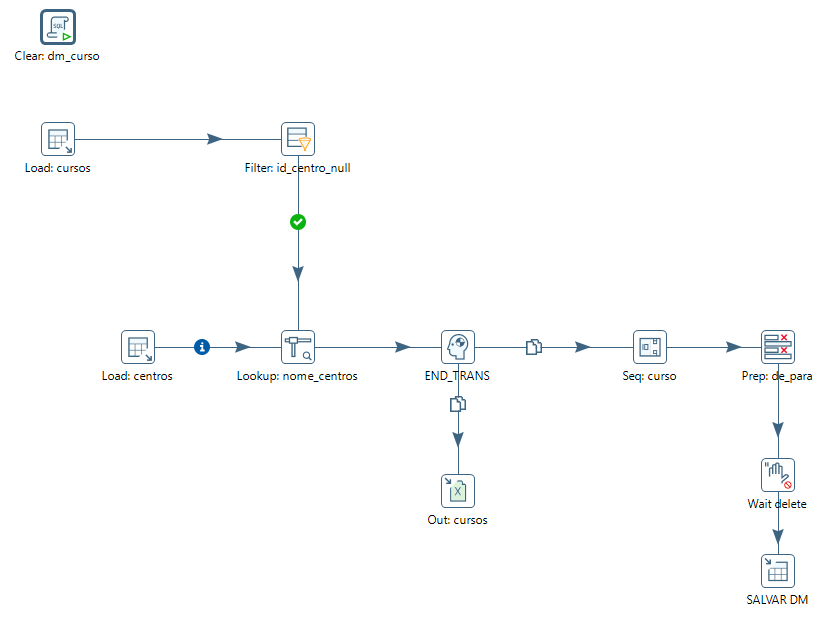 SQL
Clear: dm_curso
Load: cursos
Filter: id_centro_null
Load: centros
Lookup: nome_centros
END_TRANS
Seq: curso
Prep: de_para
Wait delete
Out: cursos
SALVAR DM